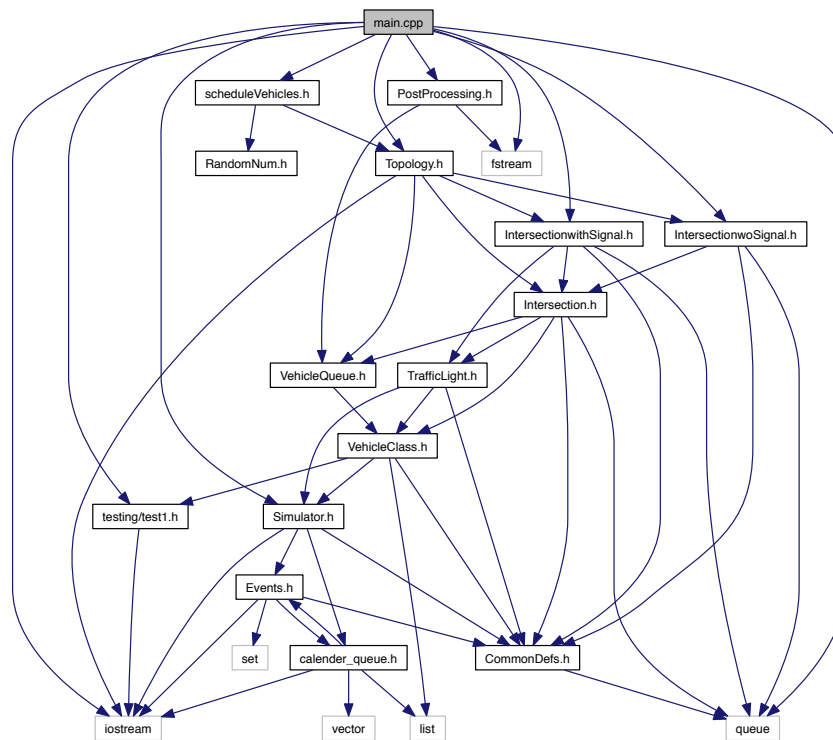 main.cpp
scheduleVehicles.h
PostProcessing.h
RandomNum.h
Topology.h
fstream
IntersectionwithSignal.h
IntersectionwoSignal.h
Intersection.h
VehicleQueue.h
TrafficLight.h
VehicleClass.h
testing/test1.h
Simulator.h
Events.h
set
calender_queue.h
CommonDefs.h
iostream
vector
list
queue